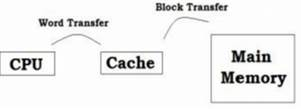 Block Transfer
Word Transfer
CPU
Cache
Main
Memory